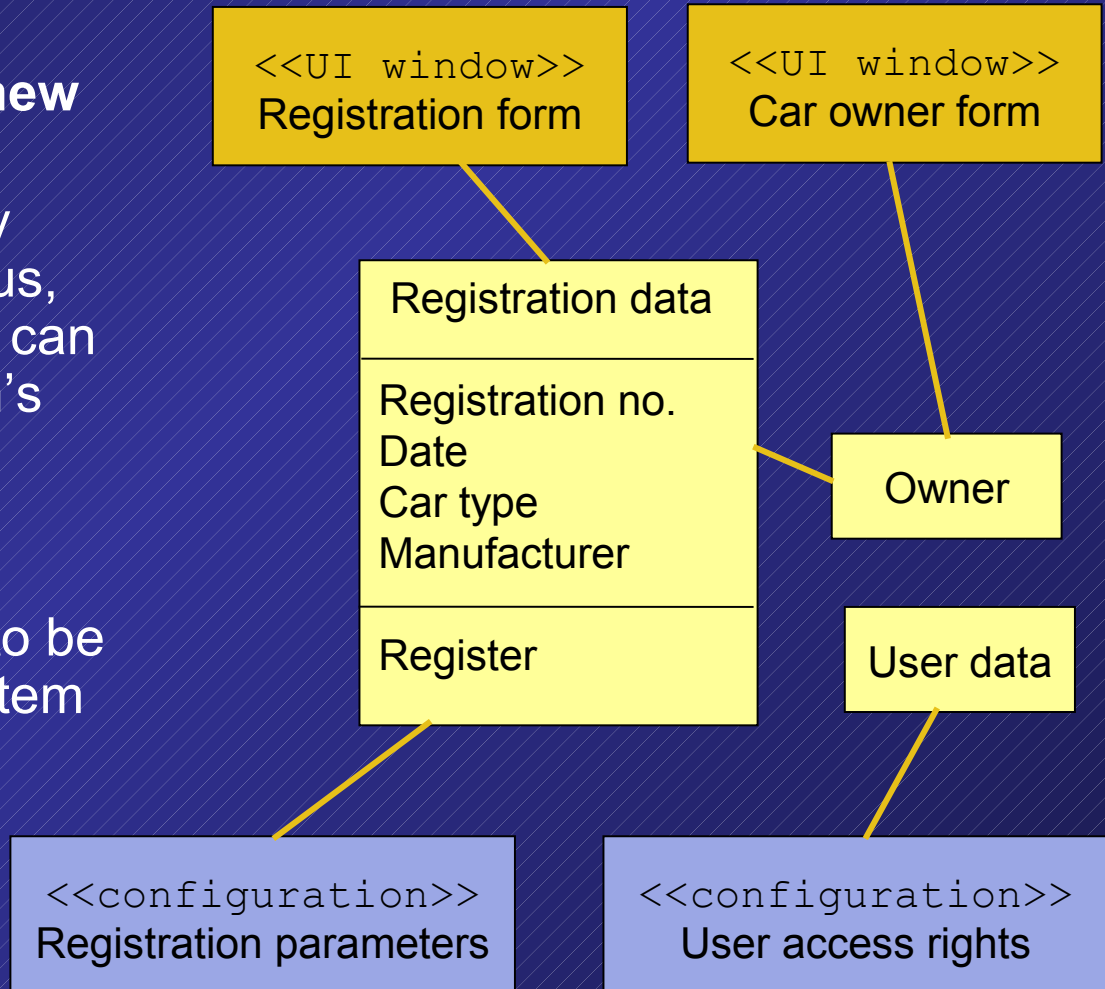 new
y
us,
can
's
to be
tem
<<UI window>>
Registration form
<<UI window>>
Car owner form
Registration data
Registration no.
Date
Car type
Manufacturer
Register
Owner
User data
<<configuration>>
Registration parameters
<<configuration>>
User access rights